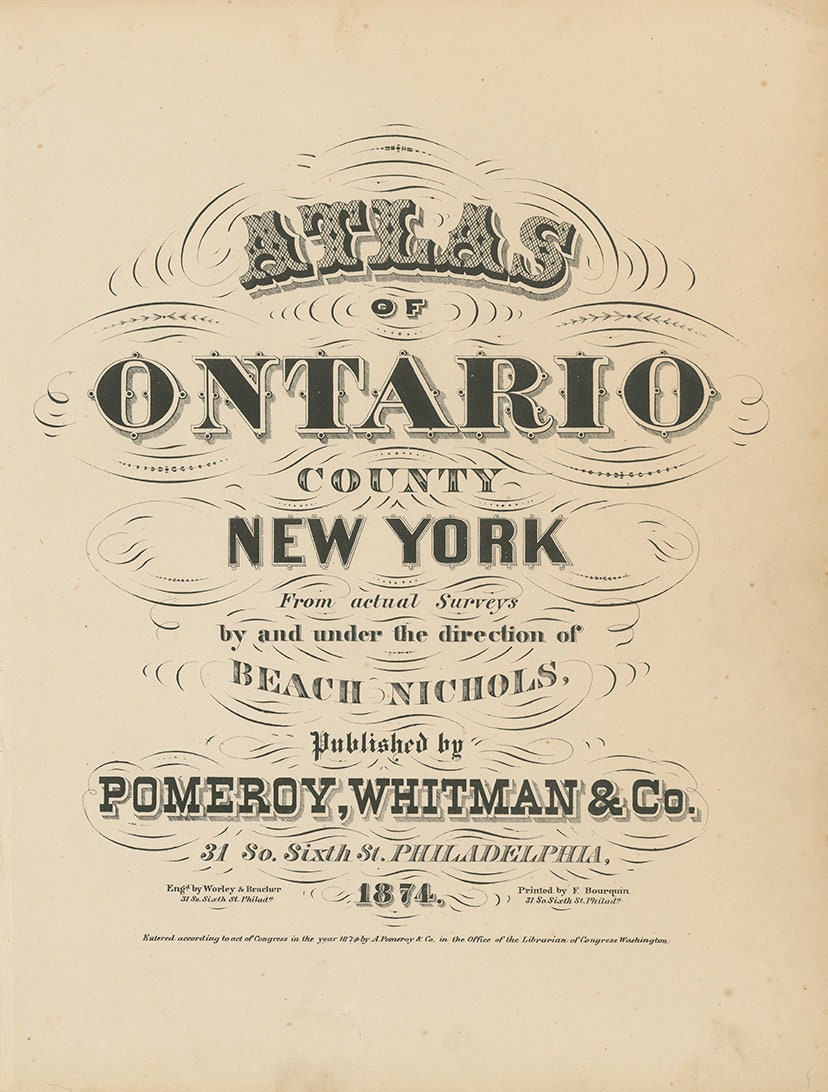 ATLAS
OF
ONTARIO
COUNTY
NEW YORK
From actual Surveys
by and under the direction of
BEACH NICHOLS,
Published by
POMEROY, WHITMAN & Co.
31 So. Sixth St. PHILADELPHIA,
Engd. by Worley & Bracher
31 So. Sixth St. Philada.
1874.
Printed by F. Bourquin
31 So. Sixth St. Philada.
Entered according to act of Congress in the year 1874 by A. Pomeroy & Co. in the Office of the Librarian of Congress Washington.